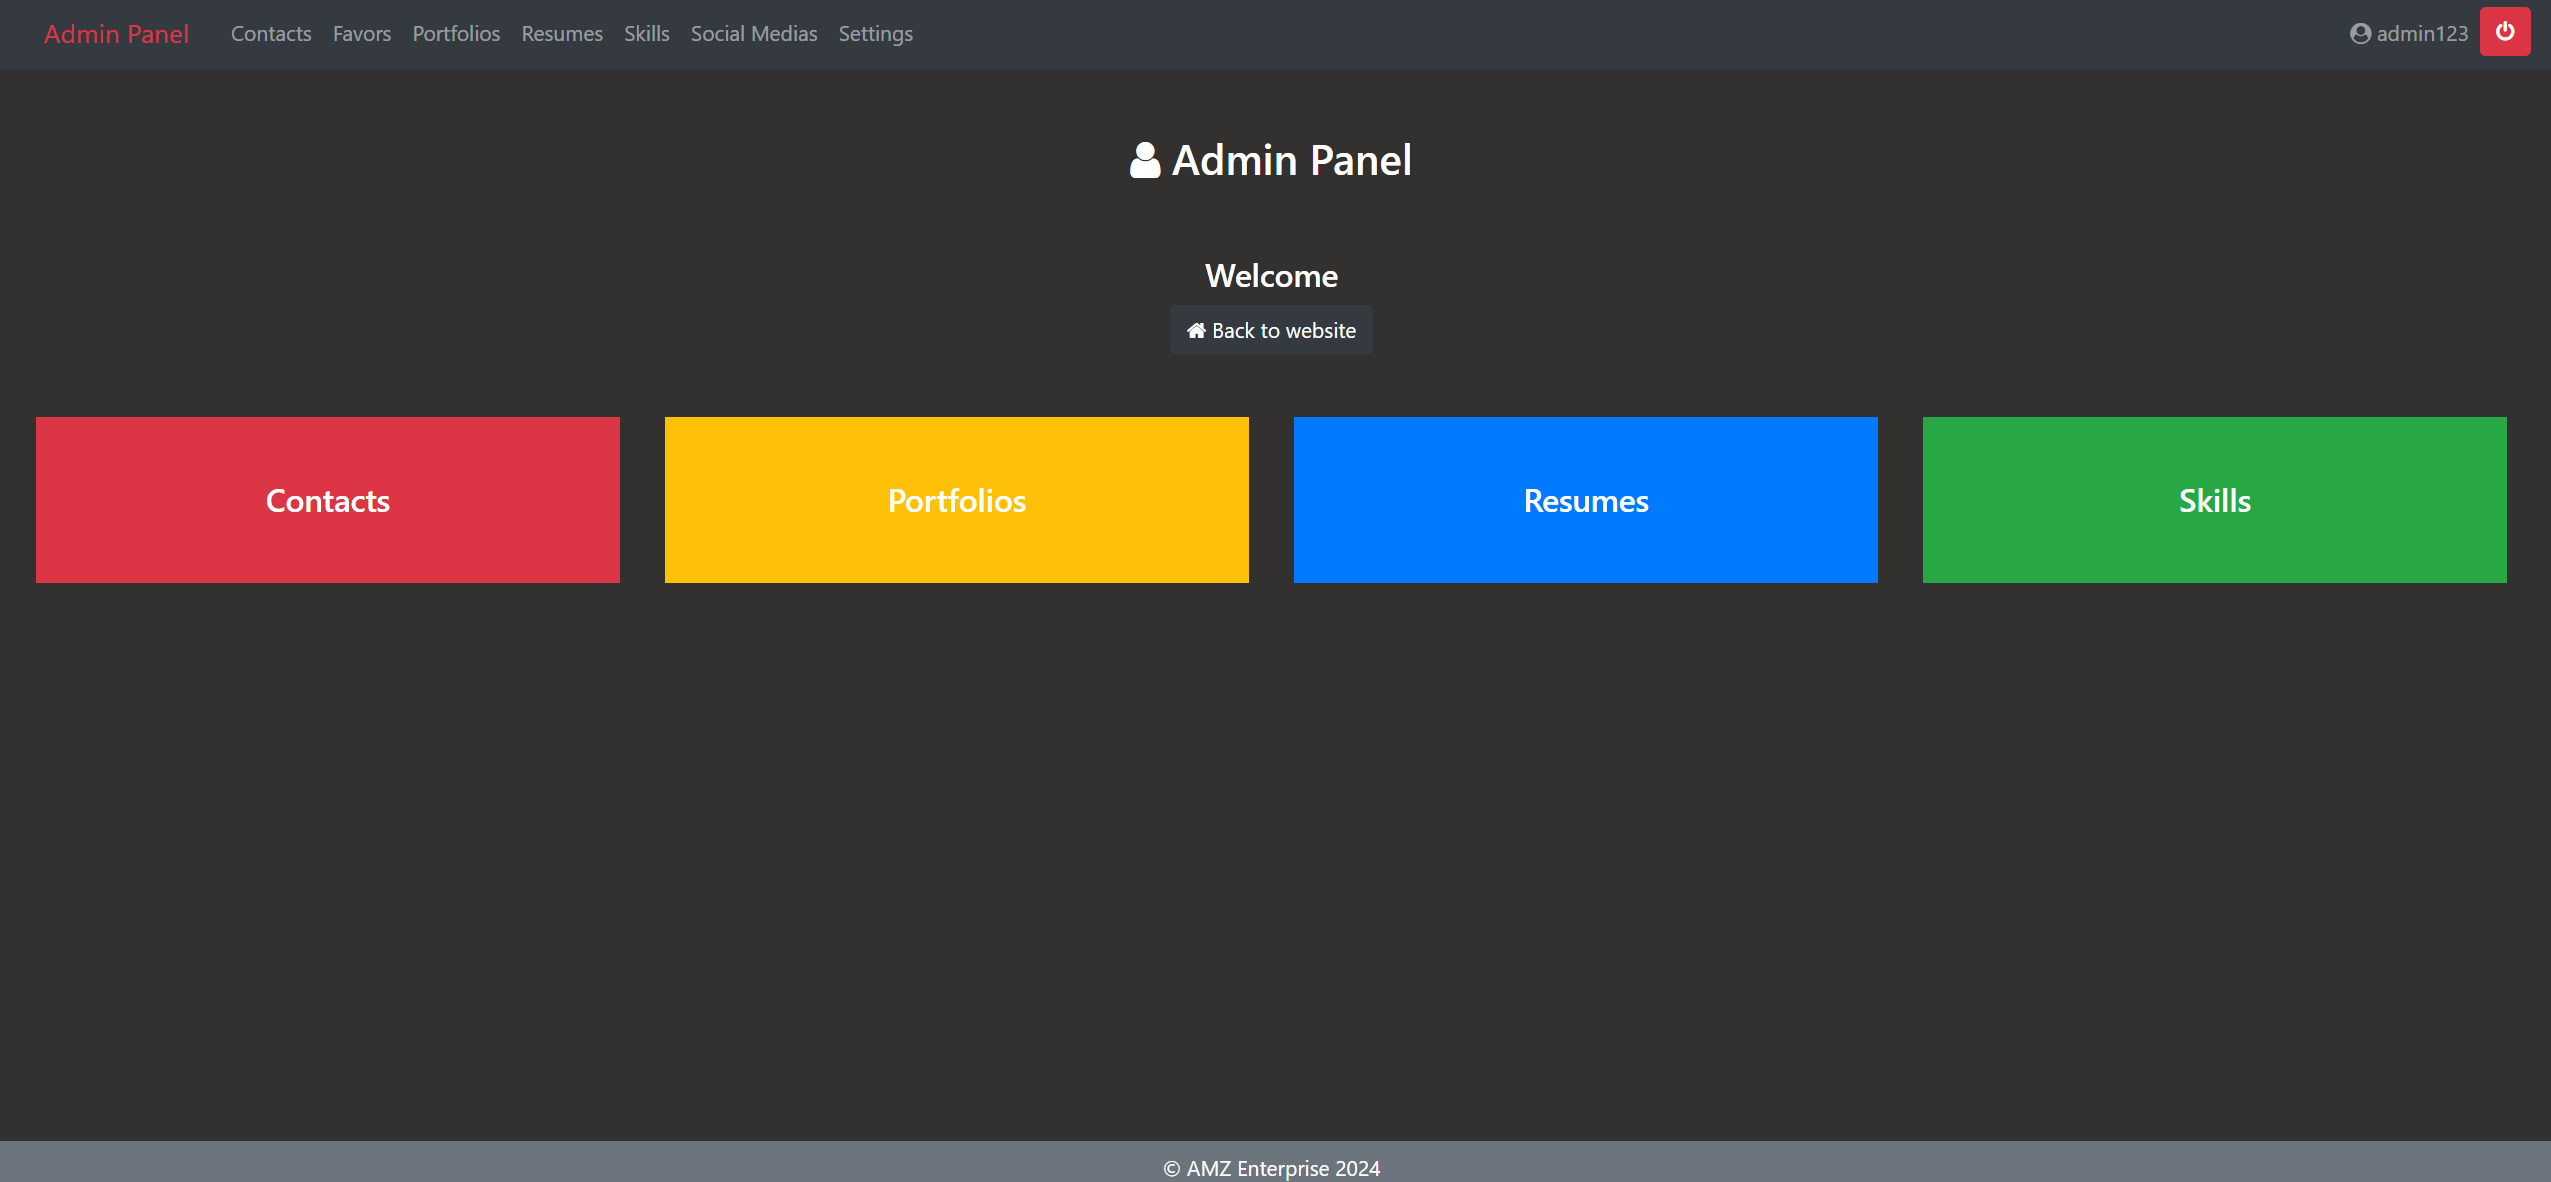 Admin Panel Contacts Favors Portfolios Resumes Skills Social Medias Settings admin123
Admin Panel
Welcome
Back to website
Contacts Portfolios Resumes Skills
© AMZ Enterprise 2024